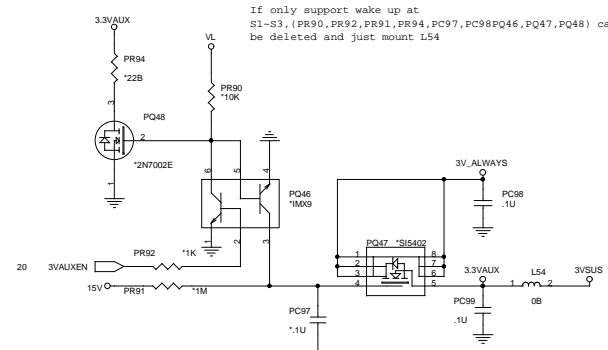 If only support wake up at
S1~S3,(PR90,PR92,PR91,PR94,PC97,PC98PQ46,PQ47,PQ48) ca
be deleted and just mount L54
3.3VAUX
VL
PR94
*22B
PR90
*10K
3
PQ48
2
*2N7002E
1
6
5
4
PQ46
*IMX9
1
2
3
3V_ALWAYS
PC98
.1U
PQ47
*SI5402
1
2
3
4
8
7
6
5
20
3VAUXEN
PR92
*1K
15V
PR91
*1M
PC97
*.1U
3.3VAUX
PC99
.1U
L54
1
2
0B
3VSUS